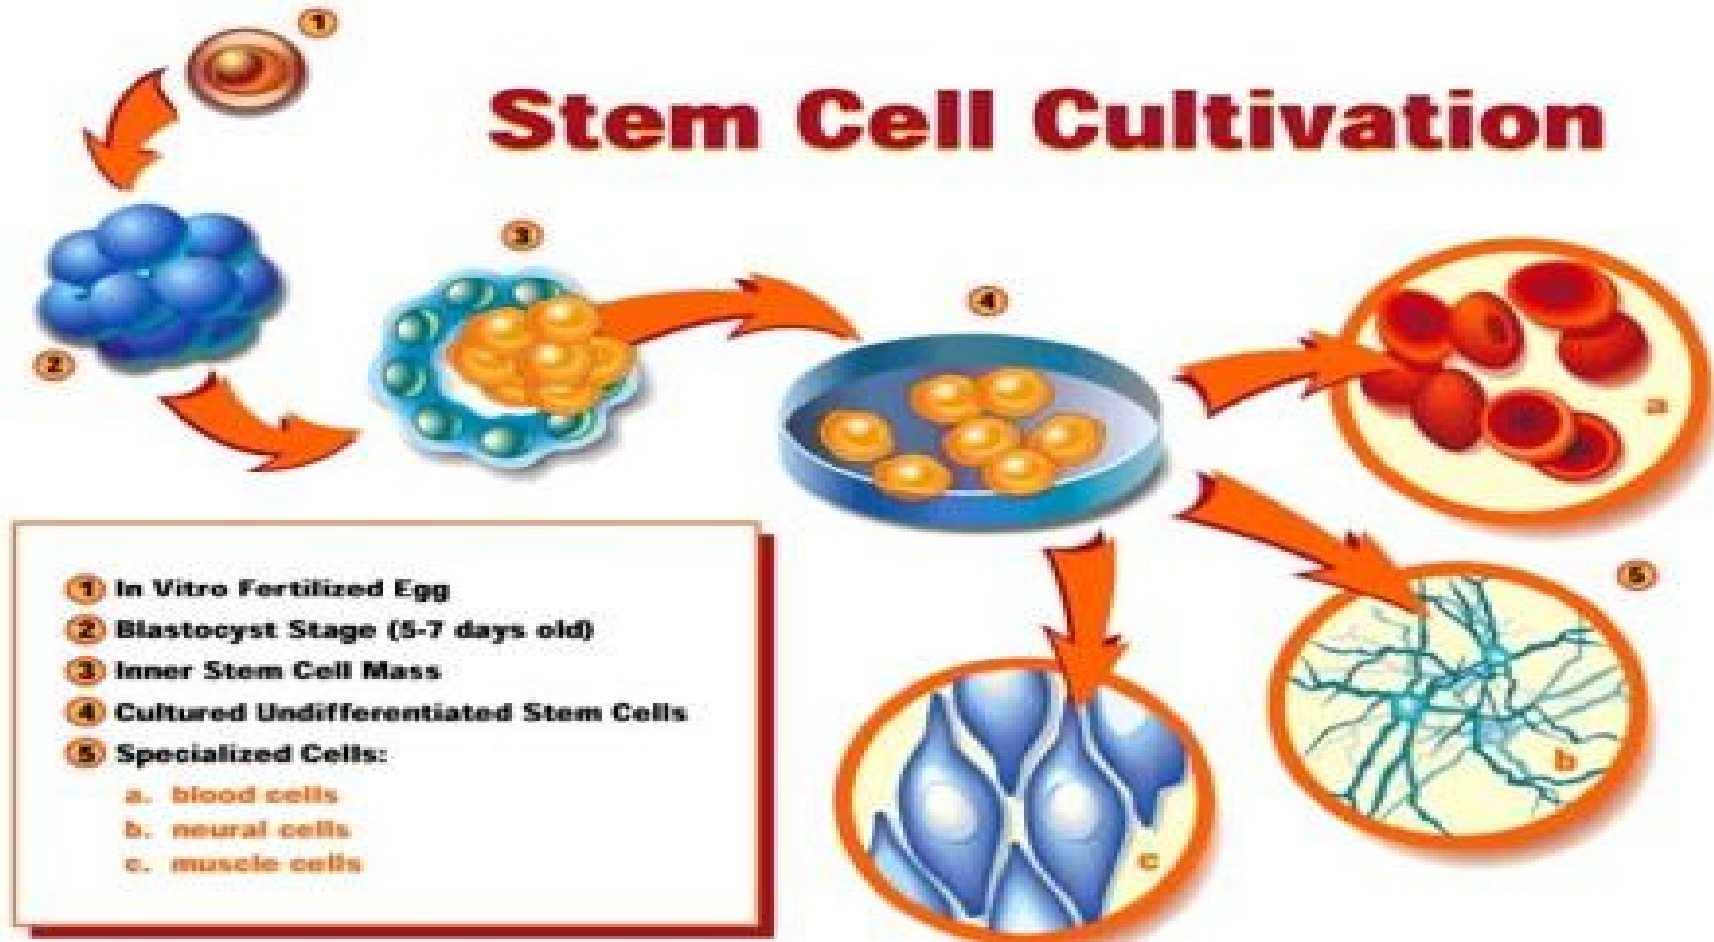 1
Stem Cell Cultivation
2
3
4
a
5
b
c
1 In Vitro Fertilized Egg
2 Blastocyst Stage (5-7 days old)
3 Inner Stem Cell Mass
4 Cultured Undifferentiated Stem Cells
5 Specialized Cells:
a. blood cells
b. neural cells
c. muscle cells